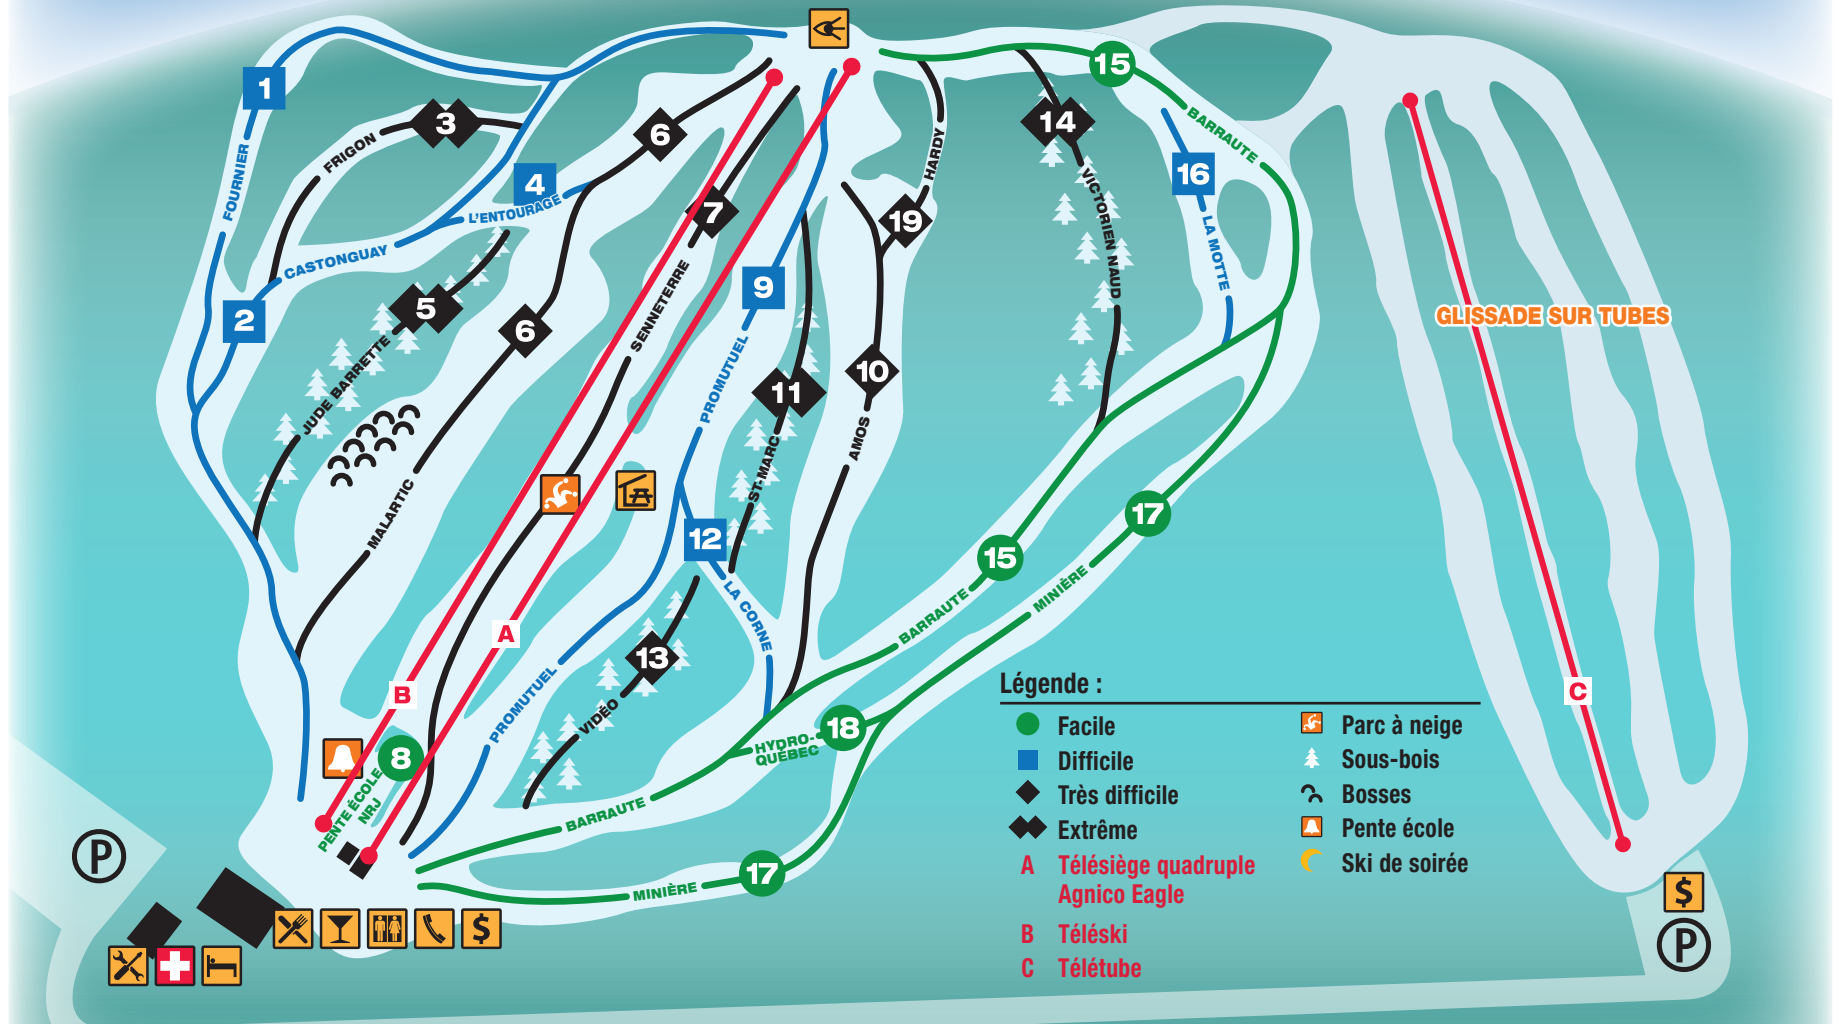 1
FOURNIER
3
FRIGON
4
L'ENTOURAGE
CASTONGUAY
2
5
JUDE BARRETTE
6
6
MALARTIC
7
SENNETERRE
9
PROMUTUEL
11
ST-MARC
10
AMOS
19
HARDY
14
VICTORIEN NAUD
15
BARRAUTE
16
LA MOTTE
GLISSADE SUR TUBES
12
LA CORNE
13
VIDÉO
PROMUTUEL
A
B
C
8
PENTE ÉCOLE
NRJ
15
BARRAUTE
17
MINIÈRE
18
HYDRO-
QUÉBEC
BARRAUTE
17
MINIÈRE
P
$
$
P
Légende :
Facile
Difficile
Très difficile
Extrême
A Télésiège quadruple
Agnico Eagle
B Téléski
C Télétube
Parc à neige
Sous-bois
Bosses
Pente école
Ski de soirée